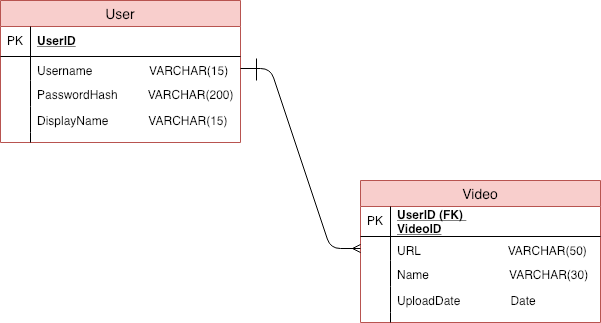 User
PK UserID
Username VARCHAR(15)
PasswordHash VARCHAR(200)
DisplayName VARCHAR(15)
Video
PK UserID (FK)
VideoID
URL VARCHAR(50)
Name VARCHAR(30)
UploadDate Date